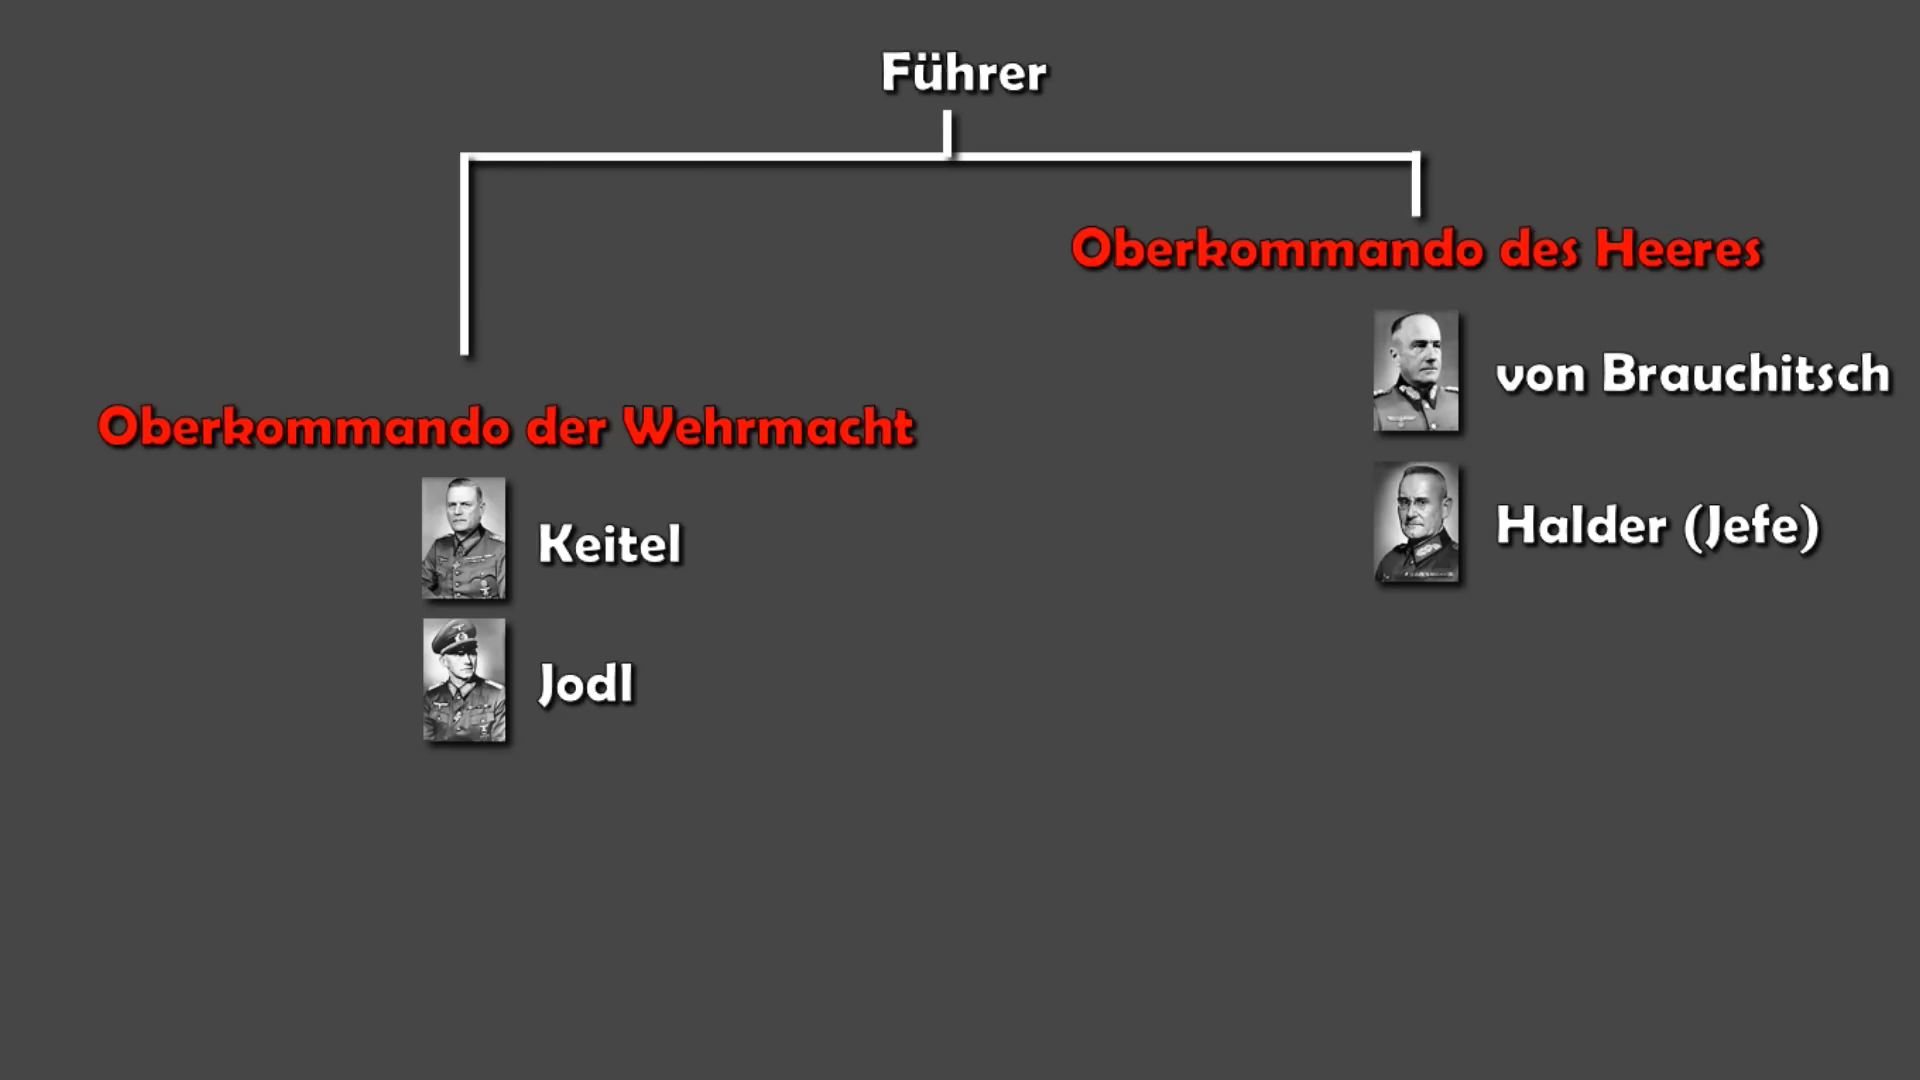 Führer
Oberkommando des Heeres
von Brauchitsch
Halder (Jefe)
Oberkommando der Wehrmacht
Keitel
Jodl